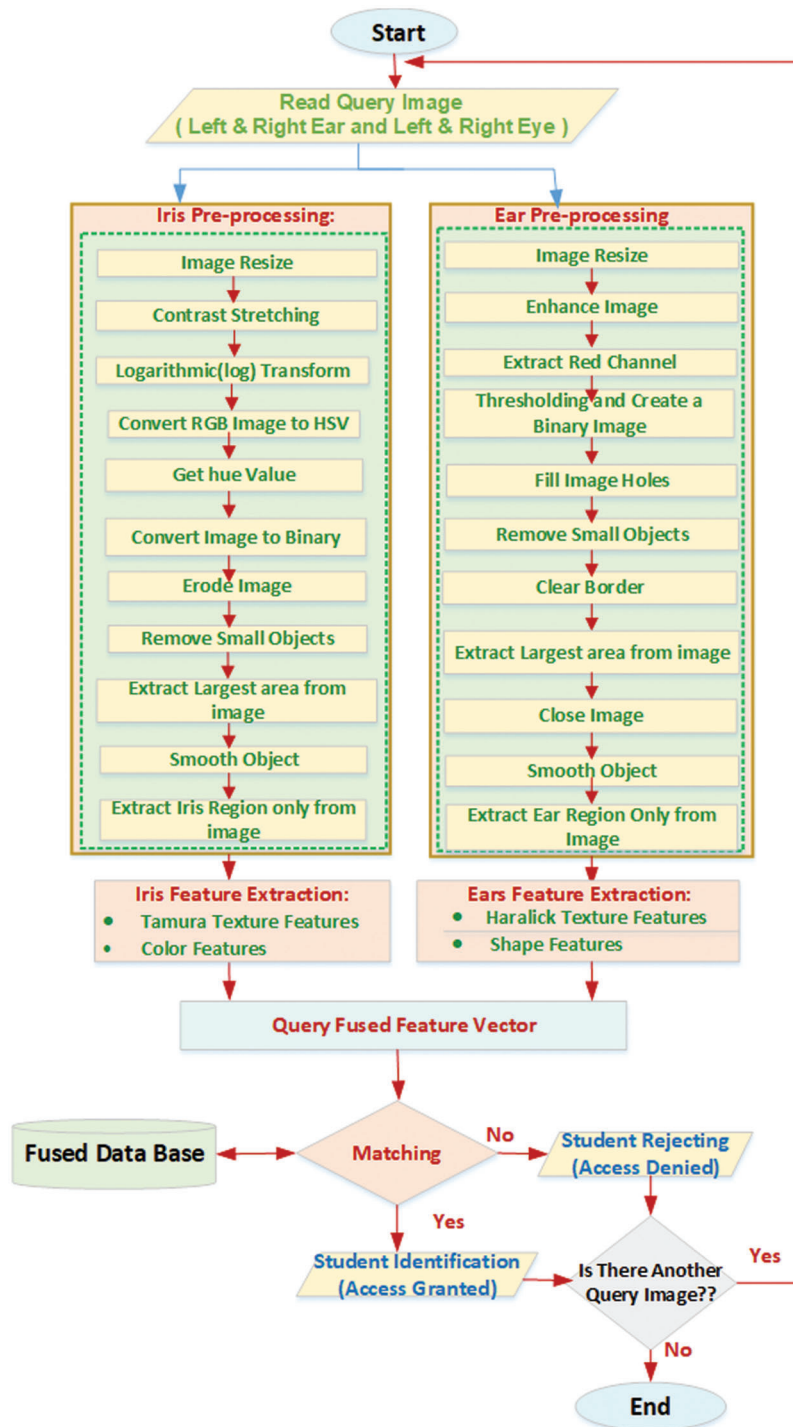 Start
Read Query Image
( Left & Right Ear and Left & Right Eye )
Iris Pre-processing:
Image Resize
Contrast Stretching
Logarithmic(log) Transform
Convert RGB Image to HSV
Get hue Value
Convert Image to Binary
Erode Image
Remove Small Objects
Extract Largest area from
image
Smooth Object
Extract Iris Region only from
image
Ear Pre-processing
Image Resize
Enhance Image
Extract Red Channel
Thresholding and Create a
Binary Image
Fill Image Holes
Remove Small Objects
Clear Border
Extract Largest area from image
Close Image
Smooth Object
Extract Ear Region Only from
Image
Iris Feature Extraction:
• Tamura Texture Features
• Color Features
Ears Feature Extraction:
• Haralick Texture Features
• Shape Features
Query Fused Feature Vector
Fused Data Base
Matching
No
Student Rejecting
(Access Denied)
Yes
Student Identification
(Access Granted)
Is There Another
Query Image??
Yes
No
End